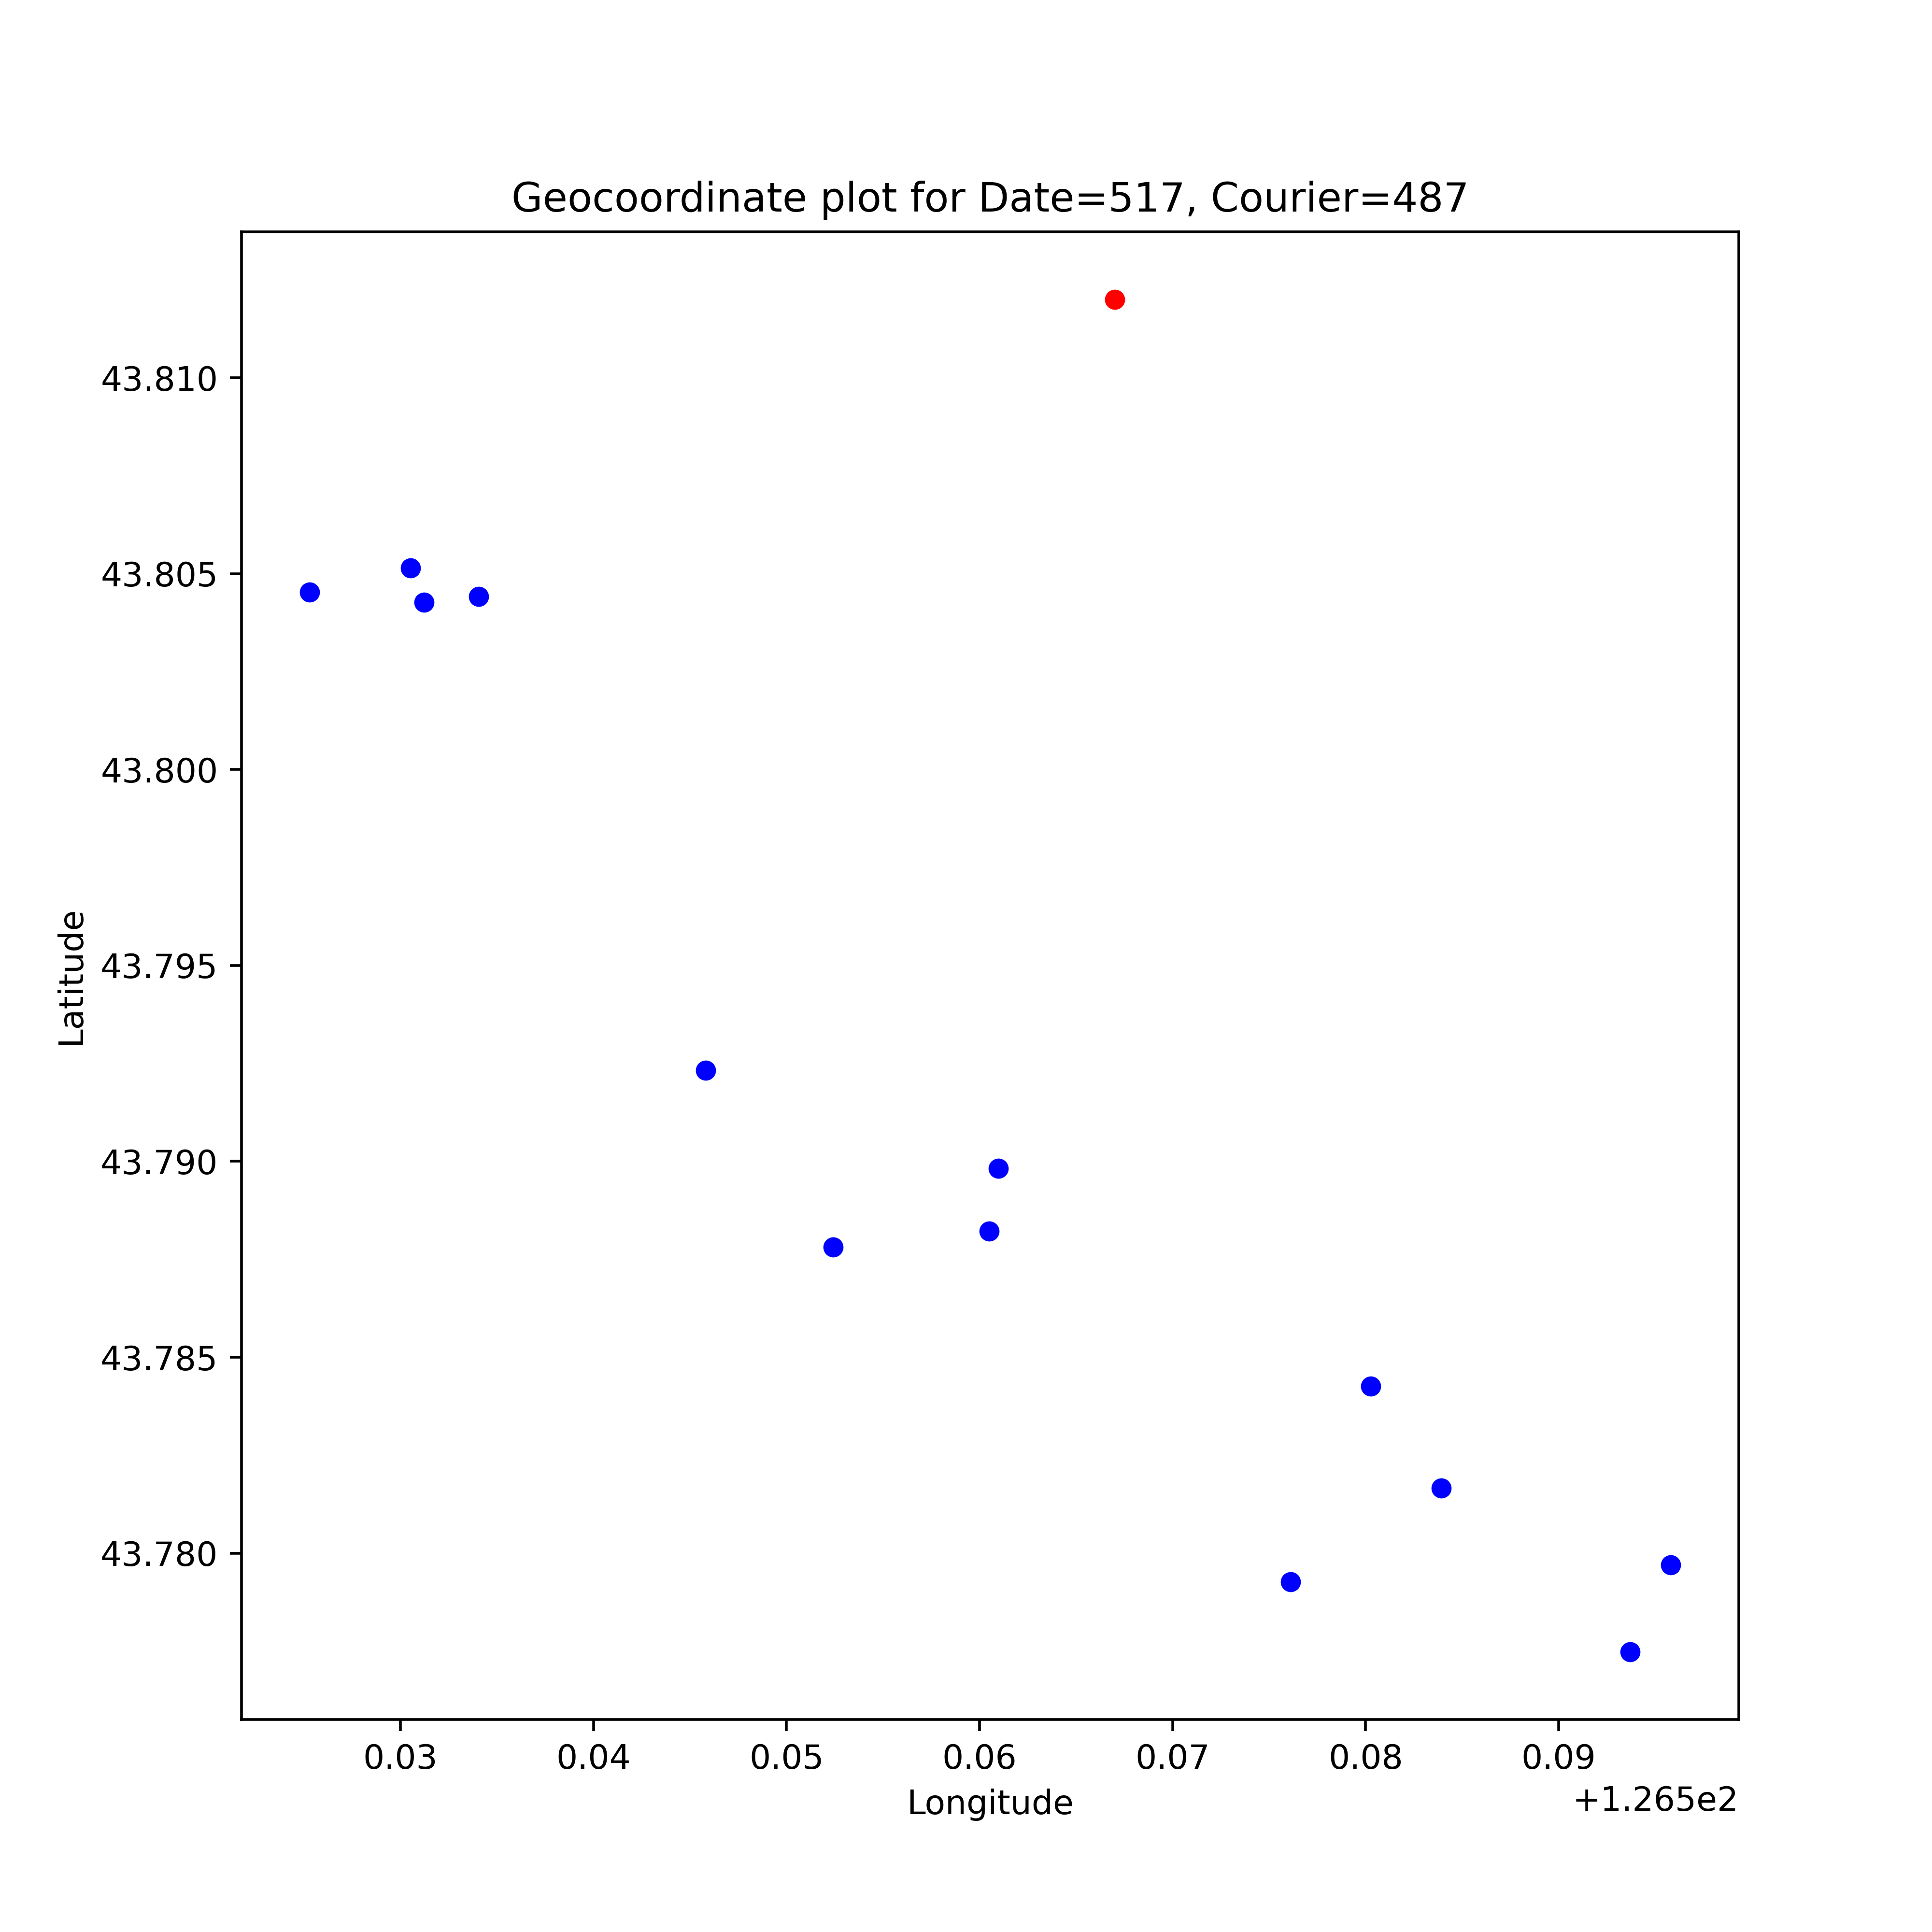 Geocoordinate plot for Date=517, Courier=487
43.810
43.805
43.800
43.795
43.790
43.785
43.780
Latitude
0.03 0.04 0.05 0.06 0.07 0.08 0.09
Longitude
+1.265e2